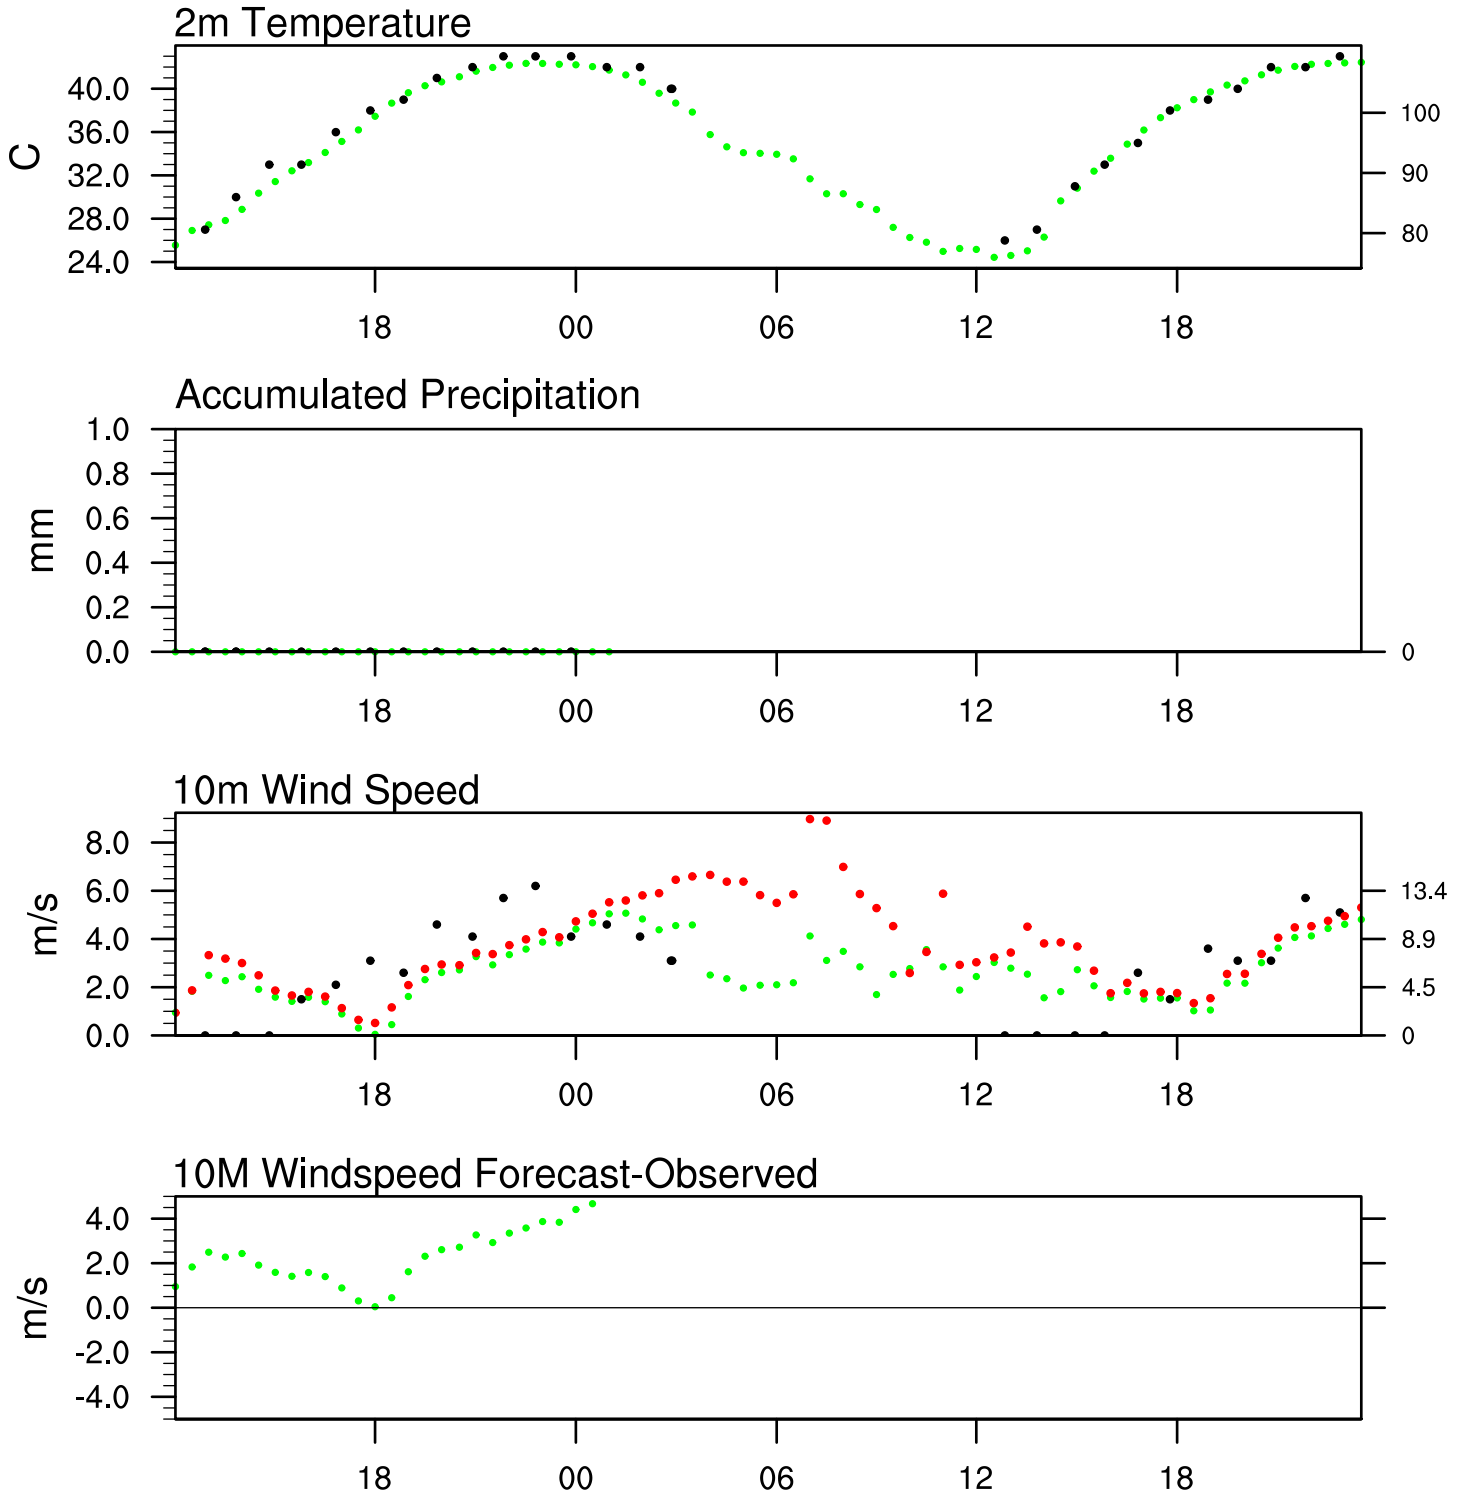 2m Temperature
40.0
36.0
32.0
28.0
24.0
C
100
90
80
18 00 06 12 18
Accumulated Precipitation
1.0
0.8
0.6
0.4
0.2
0.0
mm
0
18 00 06 12 18
10m Wind Speed
8.0
6.0
4.0
2.0
0.0
m/s
13.4
8.9
4.5
0
18 00 06 12 18
10M Windspeed Forecast-Observed
4.0
2.0
0.0
-2.0
-4.0
m/s
18 00 06 12 18